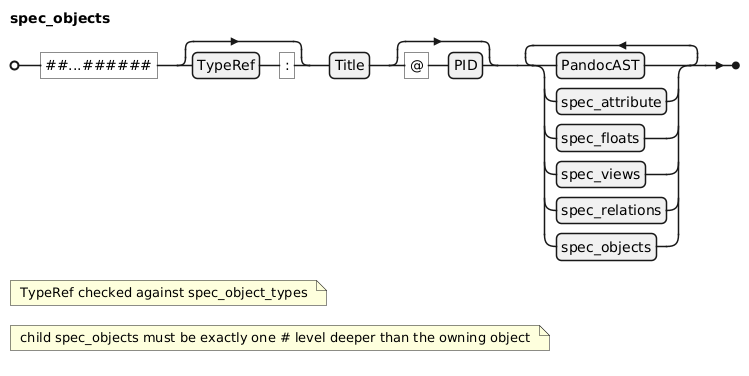 spec_objects
##...###### TypeRef : Title @ PID PandocAST
spec_attribute
spec_floats
spec_views
spec_relations
spec_objects
TypeRef checked against spec_object_types
child spec_objects must be exactly one # level deeper than the owning object